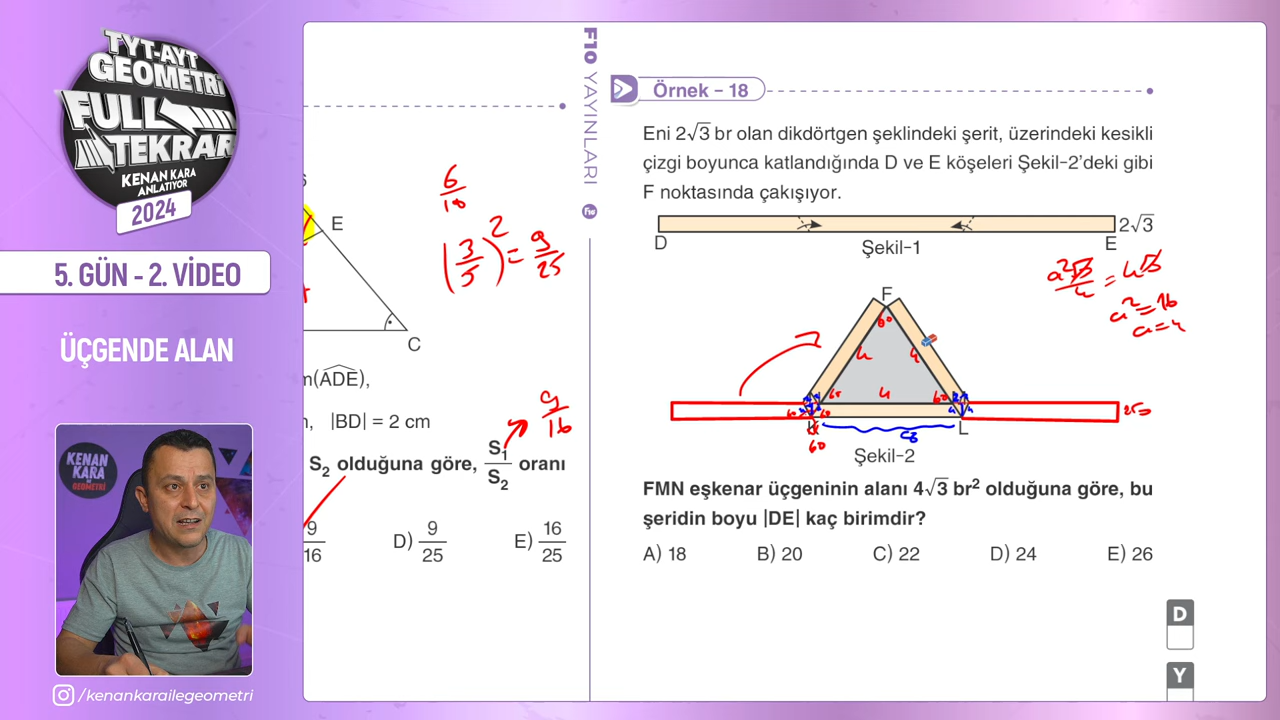 TYT-AYT
GEOMETRİ
FULL
TEKRAR
KENAN KARA
ANLATIYOR
2024
5. GÜN - 2. VİDEO
ÜÇGENDE ALAN
KENAN
KARA
GEOMETRİ
/kenankarailegeometri
E
C
m(ADE),
|BD| = 2 cm
S₂ olduğuna göre, S₁/S₂ oranı
9/16
D) 9/25
E) 16/25
6/10
(3/5)² = 9/25
9/16
F10 YAYINLARI
F10
Örnek - 18
Eni 2√3 br olan dikdörtgen şeklindeki şerit, üzerindeki kesikli
çizgi boyunca katlandığında D ve E köşeleri Şekil-2'deki gibi
F noktasında çakışıyor.
2√3
D
Şekil-1
E
a²√3/4 = 4√3
a² = 16
a = 4
F
60
4
4
4
60
60
60
60
K
60
L
2√3
Şekil-2
FMN eşkenar üçgeninin alanı 4√3 br² olduğuna göre, bu
şeridin boyu |DE| kaç birimdir?
A) 18
B) 20
C) 22
D) 24
E) 26
D
Y